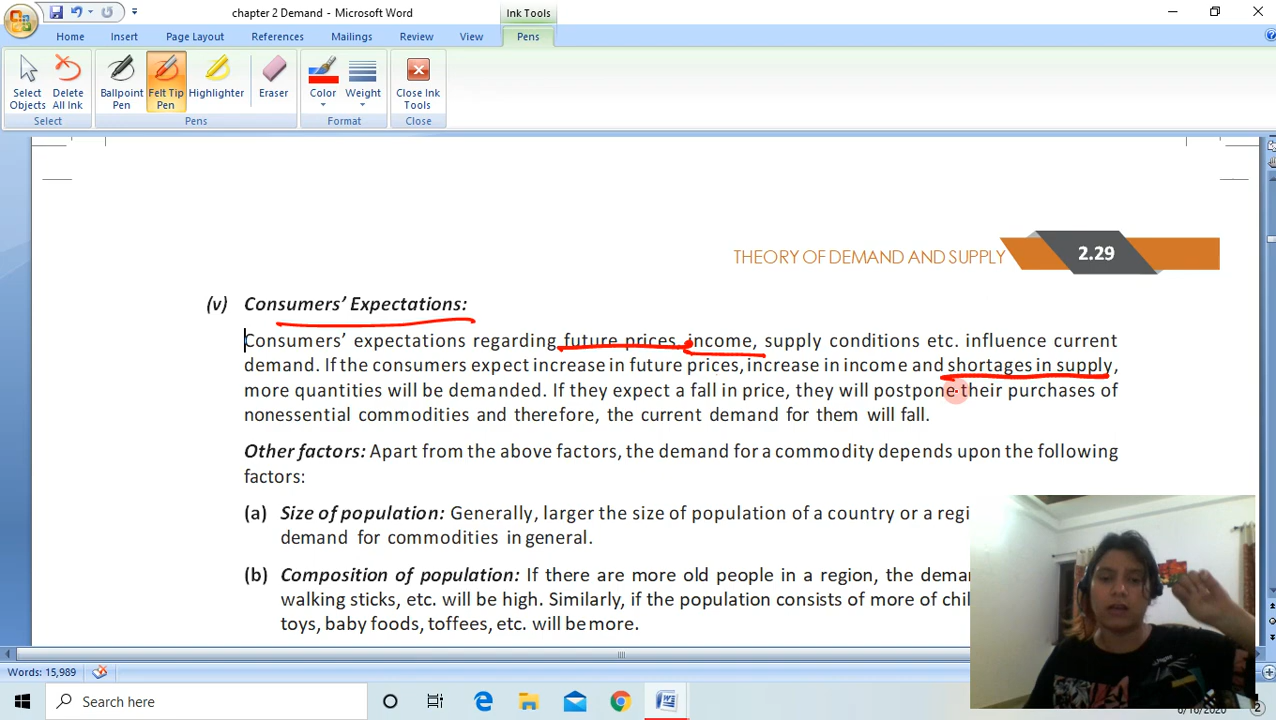 chapter 2 Demand - Microsoft Word
Ink Tools
Home Insert Page Layout References Mailings Review View Pens
Select Objects
Delete All Ink
Ballpoint Pen
Felt Tip Pen
Highlighter
Eraser
Color
Weight
Close Ink Tools
Select Pens Format Close
THEORY OF DEMAND AND SUPPLY 2.29
(v) Consumers’ Expectations:
Consumers’ expectations regarding future prices, income, supply conditions etc. influence current
demand. If the consumers expect increase in future prices, increase in income and shortages in supply,
more quantities will be demanded. If they expect a fall in price, they will postpone their purchases of
nonessential commodities and therefore, the current demand for them will fall.
Other factors: Apart from the above factors, the demand for a commodity depends upon the following
factors:
(a) Size of population: Generally, larger the size of population of a country or a regi
demand for commodities in general.
(b) Composition of population: If there are more old people in a region, the dema
walking sticks, etc. will be high. Similarly, if the population consists of more of chil
toys, baby foods, toffees, etc. will be more.
Words: 15,989
Type here to search
6/16/2020
2